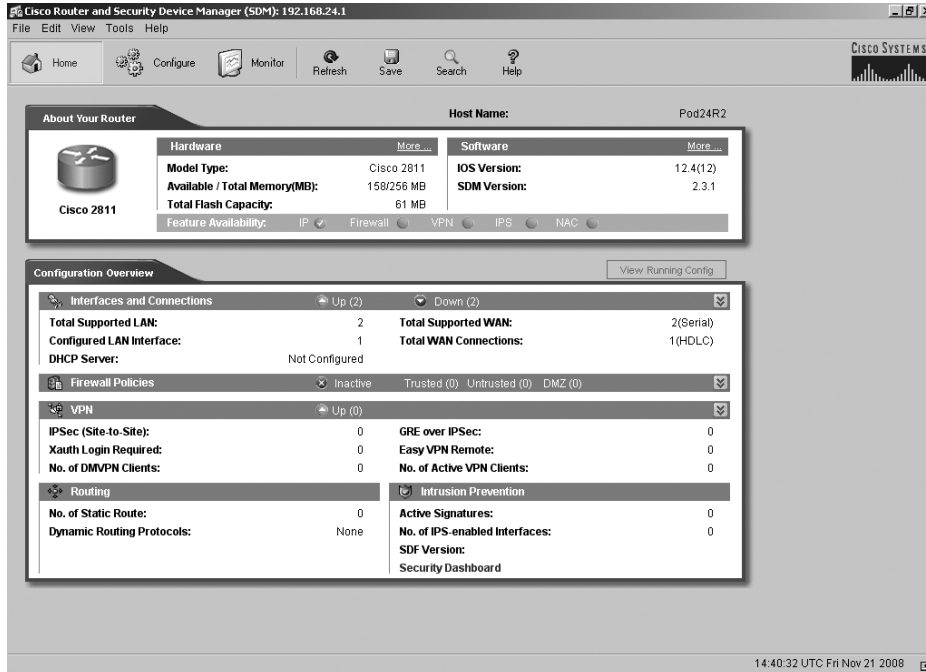 Cisco Router and Security Device Manager (SDM): 192.168.24.1
File Edit View Tools Help
Home Configure Monitor Refresh Save Search Help
CISCO SYSTEMS
About Your Router Host Name: Pod24R2
Hardware More ... Software More ...
Model Type: Cisco 2811 IOS Version: 12.4(12)
Available / Total Memory(MB): 158/256 MB SDM Version: 2.3.1
Total Flash Capacity: 61 MB
Cisco 2811
Feature Availability: IP Firewall VPN IPS NAC
Configuration Overview View Running Config
Interfaces and Connections Up (2) Down (2)
Total Supported LAN: 2 Total Supported WAN: 2(Serial)
Configured LAN Interface: 1 Total WAN Connections: 1(HDLC)
DHCP Server: Not Configured
Firewall Policies Inactive Trusted (0) Untrusted (0) DMZ (0)
VPN Up (0)
IPSec (Site-to-Site): 0 GRE over IPSec: 0
Xauth Login Required: 0 Easy VPN Remote: 0
No. of DMVPN Clients: 0 No. of Active VPN Clients: 0
Routing Intrusion Prevention
No. of Static Route: 0 Active Signatures: 0
Dynamic Routing Protocols: None No. of IPS-enabled Interfaces: 0
SDF Version:
Security Dashboard
14:40:32 UTC Fri Nov 21 2008